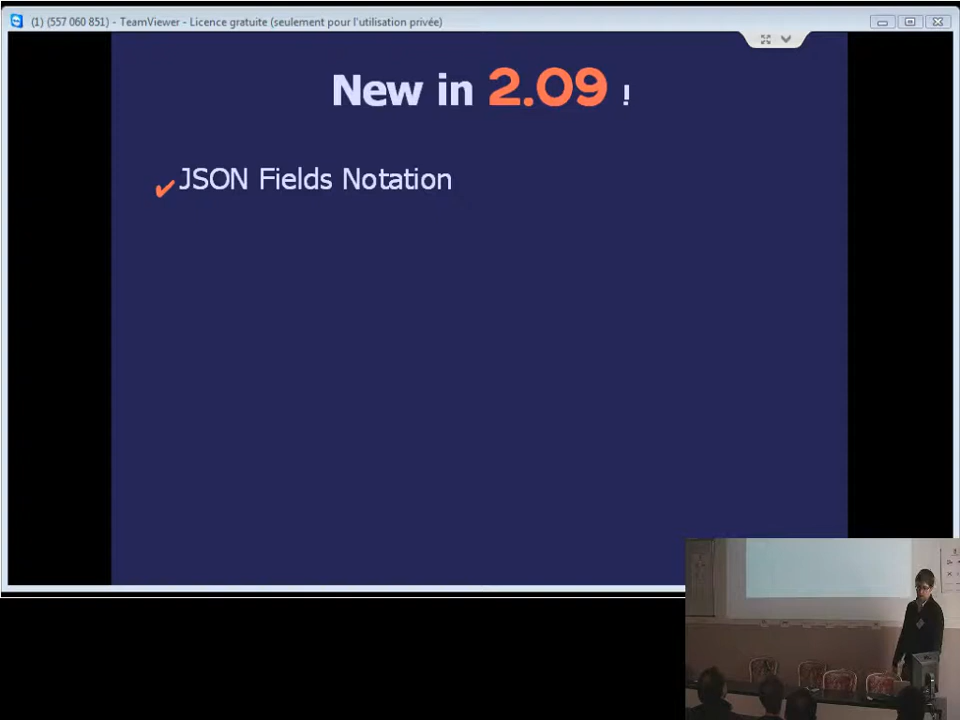 (1) (557 060 851) - TeamViewer - Licence gratuite (seulement pour l'utilisation privée)
New in 2.09 !
✔JSON Fields Notation